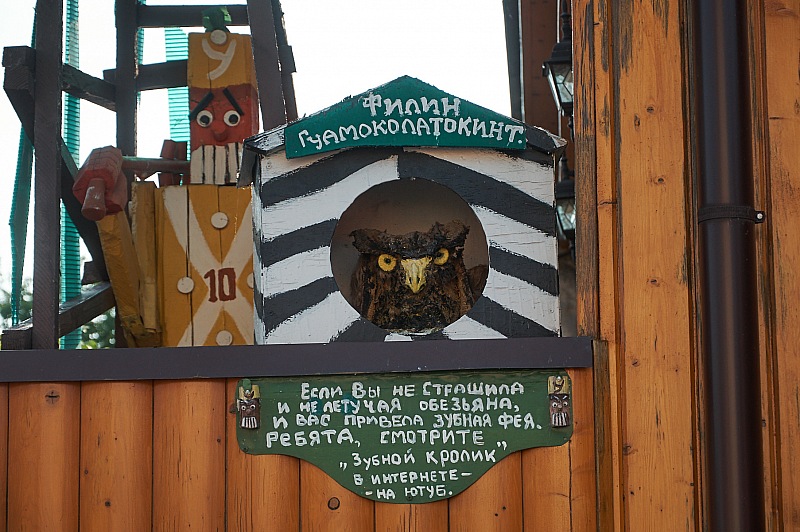 У
ФИЛИН
ГУАМОКОЛАТОКИНТ.
10
ЕСЛИ ВЫ НЕ СТРАШИЛА
И НЕ ЛЕТУЧАЯ ОБЕЗЬЯНА,
И ВАС ПРИВЕЛА ЗУБНАЯ ФЕЯ.
РЕБЯТА, СМОТРИТЕ
„ЗУБНОЙ КРОЛИК"
В ИНТЕРНЕТЕ-
-НА ЮТУБ.